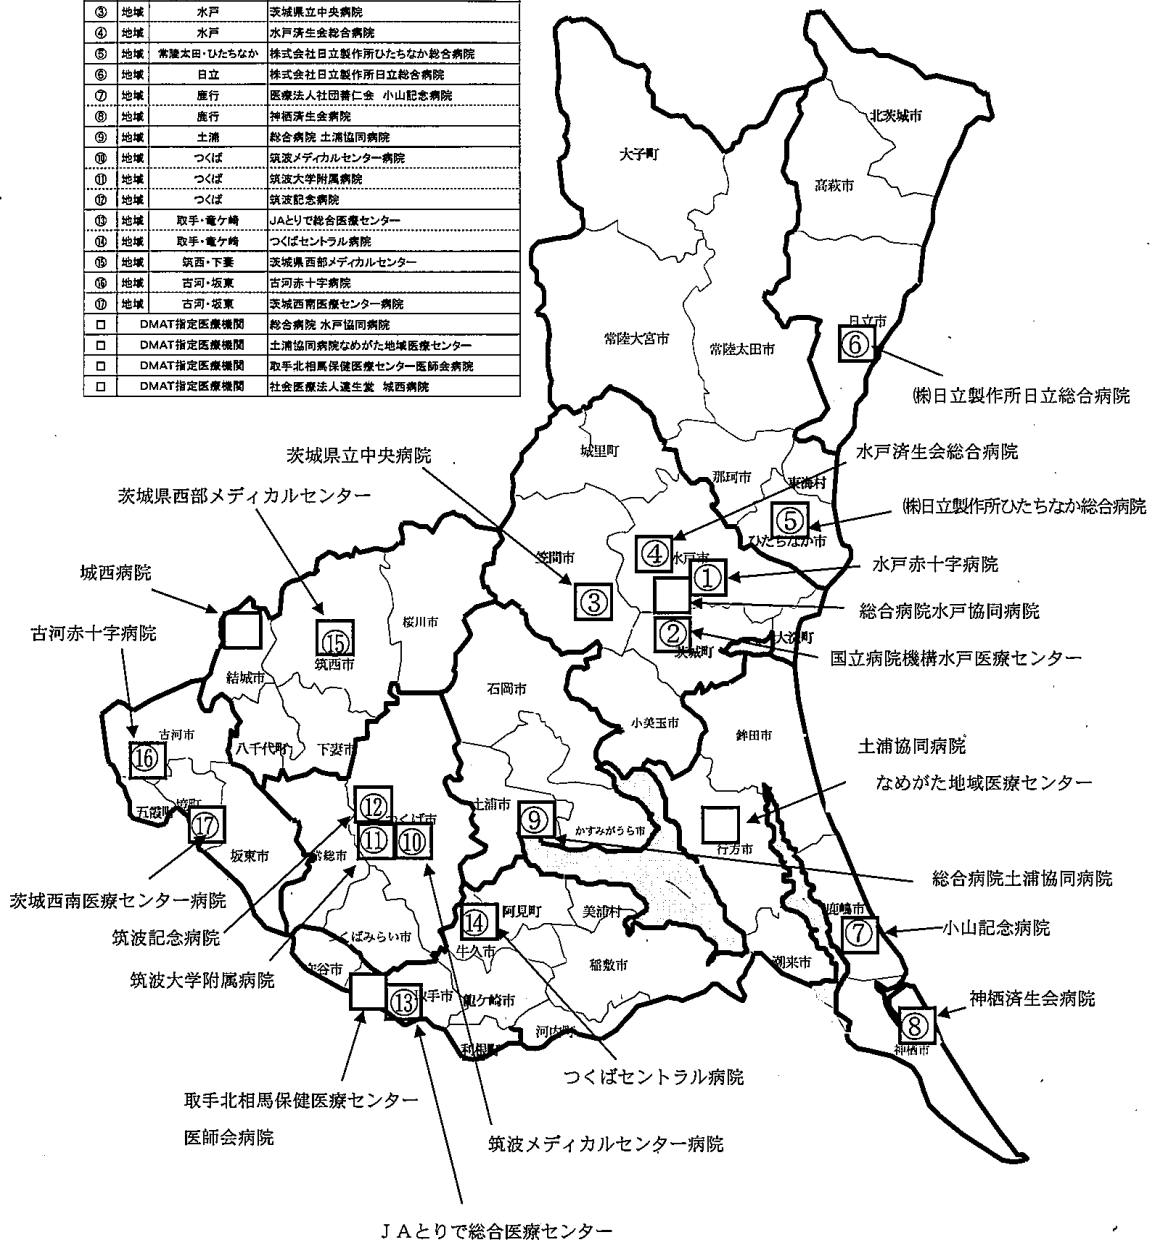 ③ 地域 水戸 茨城県立中央病院
④ 地域 水戸 水戸済生会総合病院
⑤ 地域 常陸太田・ひたちなか 株式会社日立製作所ひたちなか総合病院
⑥ 地域 日立 株式会社日立製作所日立総合病院
⑦ 地域 鹿行 医療法人社団善仁会 小山記念病院
⑧ 地域 鹿行 神栖済生会病院
⑨ 地域 土浦 総合病院 土浦協同病院
⑩ 地域 つくば 筑波メディカルセンター病院
⑪ 地域 つくば 筑波大学附属病院
⑫ 地域 つくば 筑波記念病院
⑬ 地域 取手・竜ケ崎 JAとりで総合医療センター
⑭ 地域 取手・竜ケ崎 つくばセントラル病院
⑮ 地域 筑西・下妻 茨城県西部メディカルセンター
⑯ 地域 古河・坂東 古河赤十字病院
⑰ 地域 古河・坂東 茨城西南医療センター病院
□ DMAT指定医療機関 総合病院 水戸協同病院
□ DMAT指定医療機関 土浦協同病院なめがた地域医療センター
□ DMAT指定医療機関 取手北相馬保健医療センター医師会病院
□ DMAT指定医療機関 社会医療法人達生堂 城西病院
北茨城市
大子町
高萩市
日立市
常陸大宮市
常陸太田市
⑥
㈱日立製作所日立総合病院
城里町
水戸済生会総合病院
茨城県立中央病院
那珂市
東海村
茨城県西部メディカルセンター
㈱日立製作所ひたちなか総合病院
⑤
ひたちなか市
笠間市
④
水戸市
水戸赤十字病院
城西病院
①
③
総合病院水戸協同病院
桜川市
古河赤十字病院
⑮
②
大洗町
茨城町
国立病院機構水戸医療センター
筑西市
結城市
石岡市
小美玉市
鉾田市
古河市
八千代町
下妻市
土浦協同病院
なめがた地域医療センター
⑯
五霞町
境町
⑫
土浦市
つくば市
⑨
かすみがうら市
⑰
⑪
⑩
行方市
坂東市
常総市
総合病院土浦協同病院
茨城西南医療センター病院
阿見町
美浦村
鹿嶋市
⑭
⑦
小山記念病院
筑波記念病院
つくばみらい市
牛久市
稲敷市
潮来市
筑波大学附属病院
守谷市
神栖済生会病院
⑬
取手市
龍ケ崎市
⑧
河内町
利根町
神栖市
つくばセントラル病院
取手北相馬保健医療センター
医師会病院
筑波メディカルセンター病院
ＪＡとりで総合医療センター